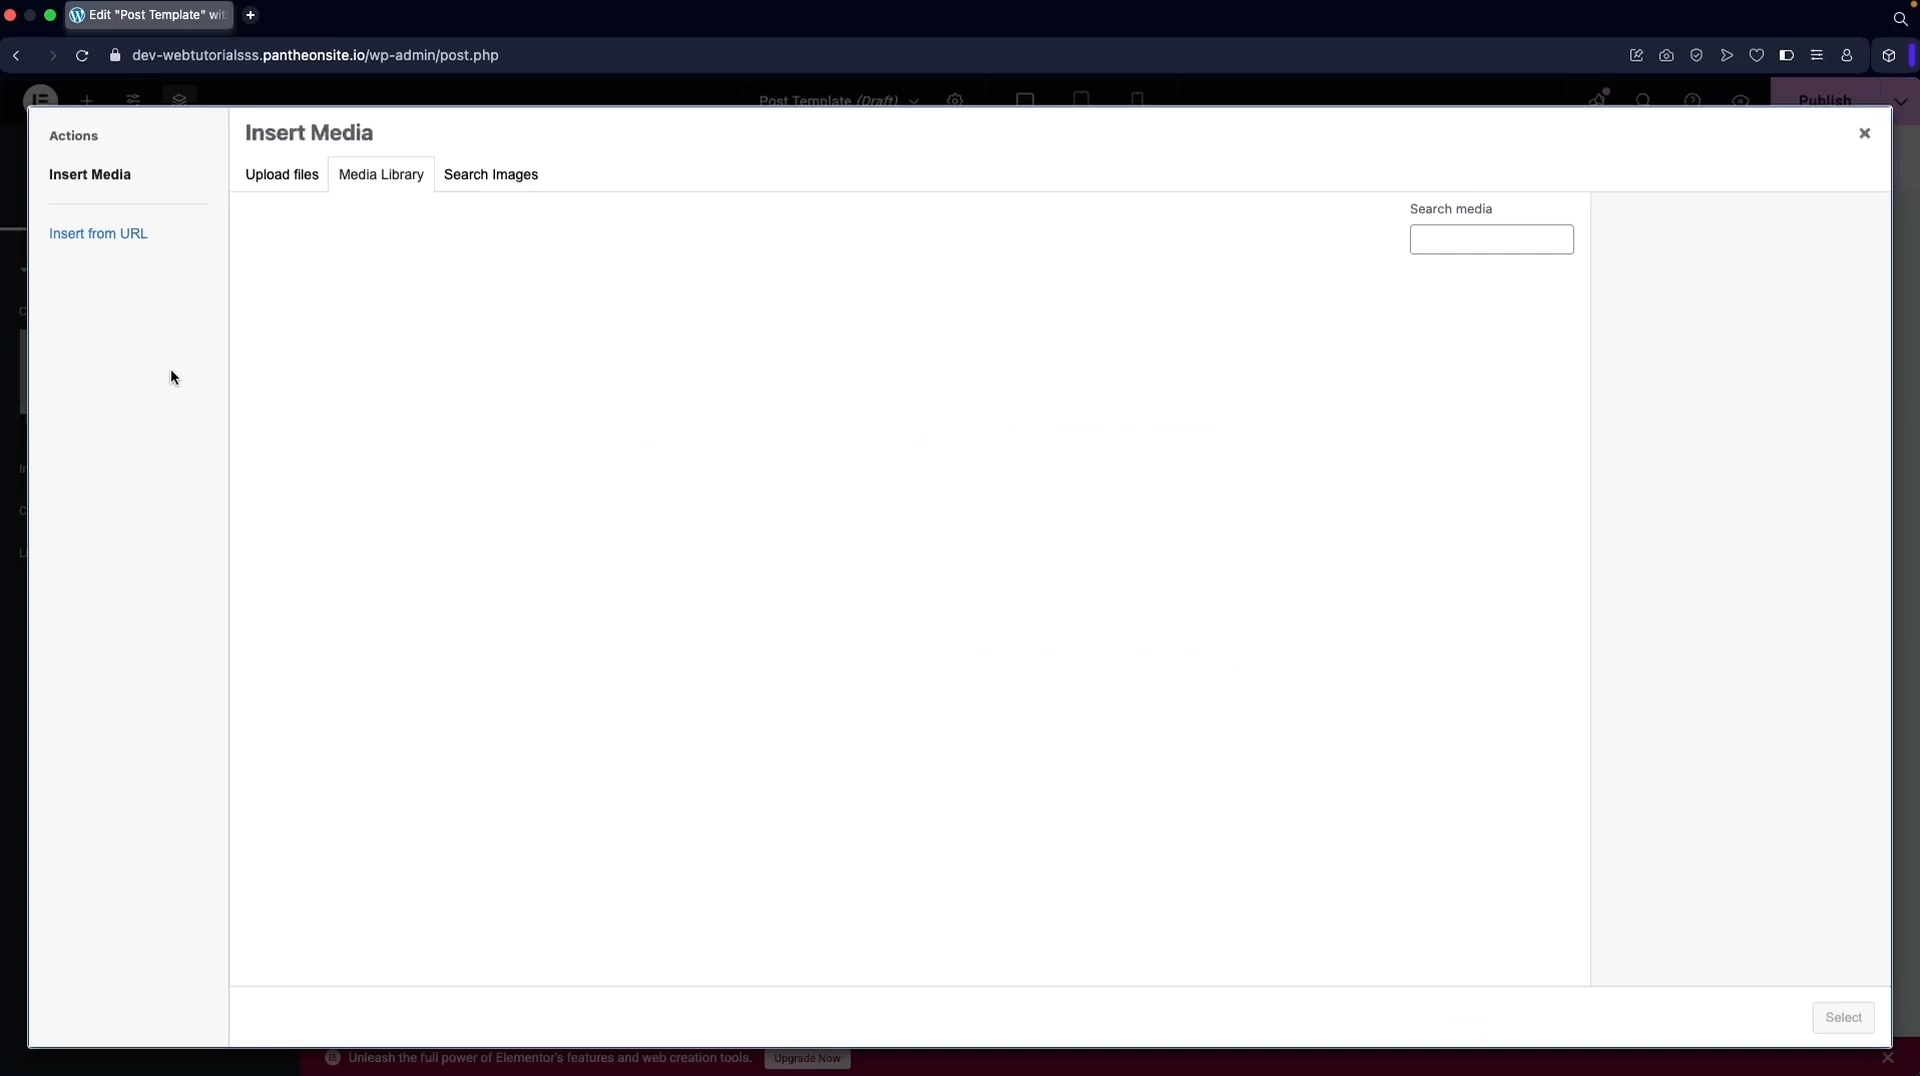 Edit "Post Template" wit
dev-webtutorialsss.pantheonsite.io/wp-admin/post.php
Post Template (Draft)
Publish
Actions
Insert Media
Insert from URL
Insert Media
Upload files
Media Library
Search Images
Search media
Select
Unleash the full power of Elementor's features and web creation tools.
Upgrade Now